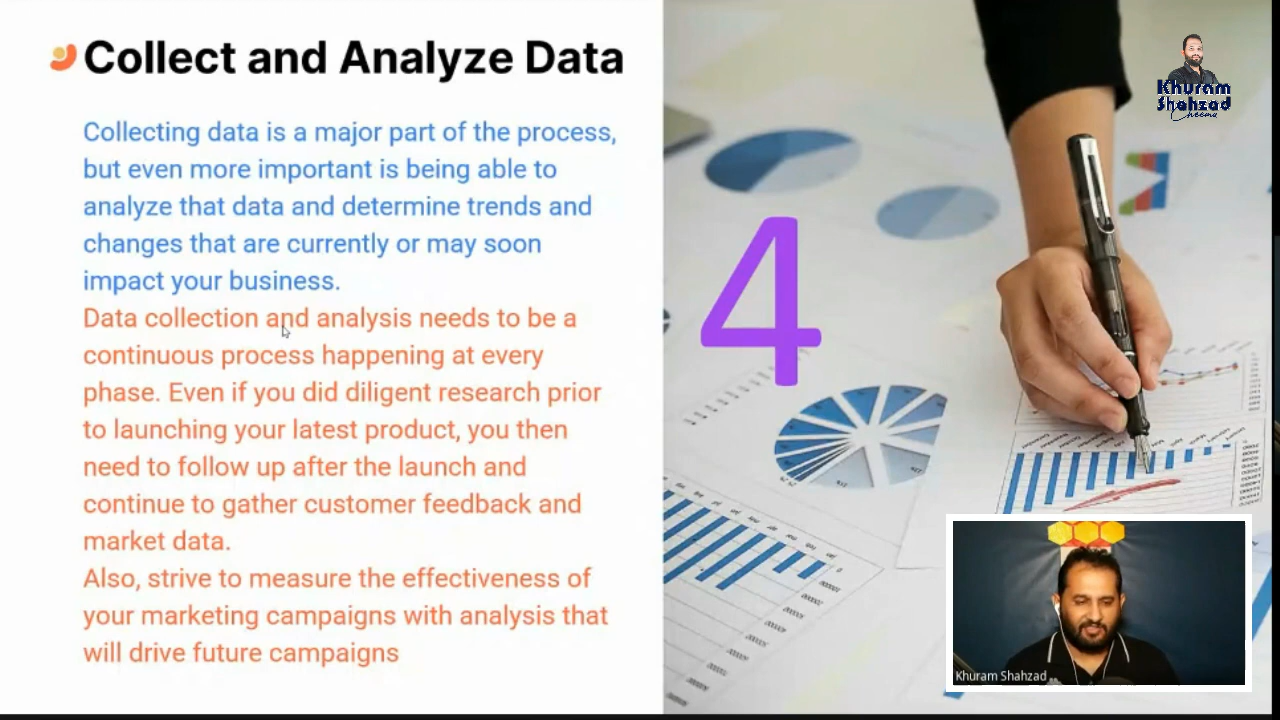 Collect and Analyze Data
Collecting data is a major part of the process,
but even more important is being able to
analyze that data and determine trends and
changes that are currently or may soon
impact your business.
Data collection and analysis needs to be a
continuous process happening at every
phase. Even if you did diligent research prior
to launching your latest product, you then
need to follow up after the launch and
continue to gather customer feedback and
market data.
Also, strive to measure the effectiveness of
your marketing campaigns with analysis that
will drive future campaigns
4
Khuram
Shahzad
Cheema
Khuram Shahzad